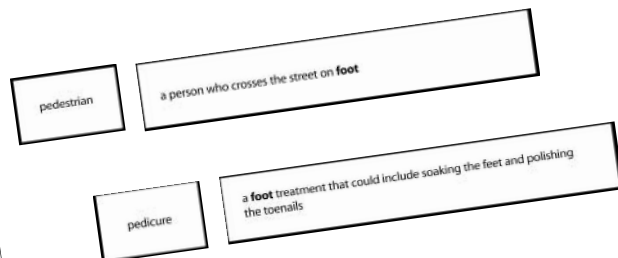 pedestrian
a person who crosses the street on foot
pedicure
a foot treatment that could include soaking the feet and polishing
the toenails